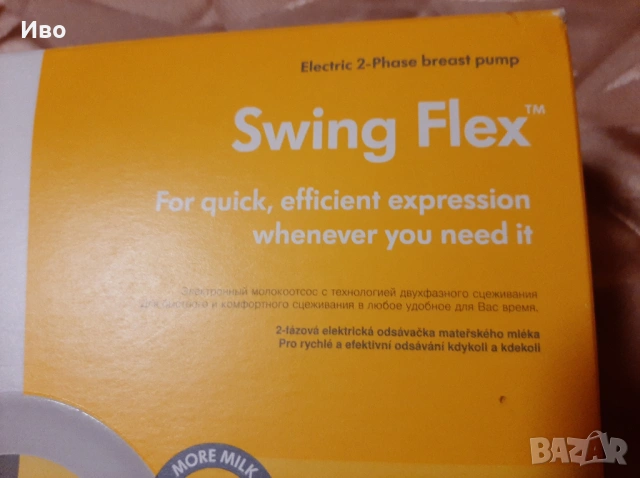 Иво
Electric 2-Phase breast pump
Swing Flex™
For quick, efficient expression
whenever you need it
Электронный молокоотсос с технологией двухфазного сцеживания
для быстрого и комфортного сцеживания в любое удобное для Вас время.
2-fázová elektrická odsávačka mateřského mléka
Pro rychlé a efektivní odsávání kdykoli a kdekoli
MORE MILK
BAZAR